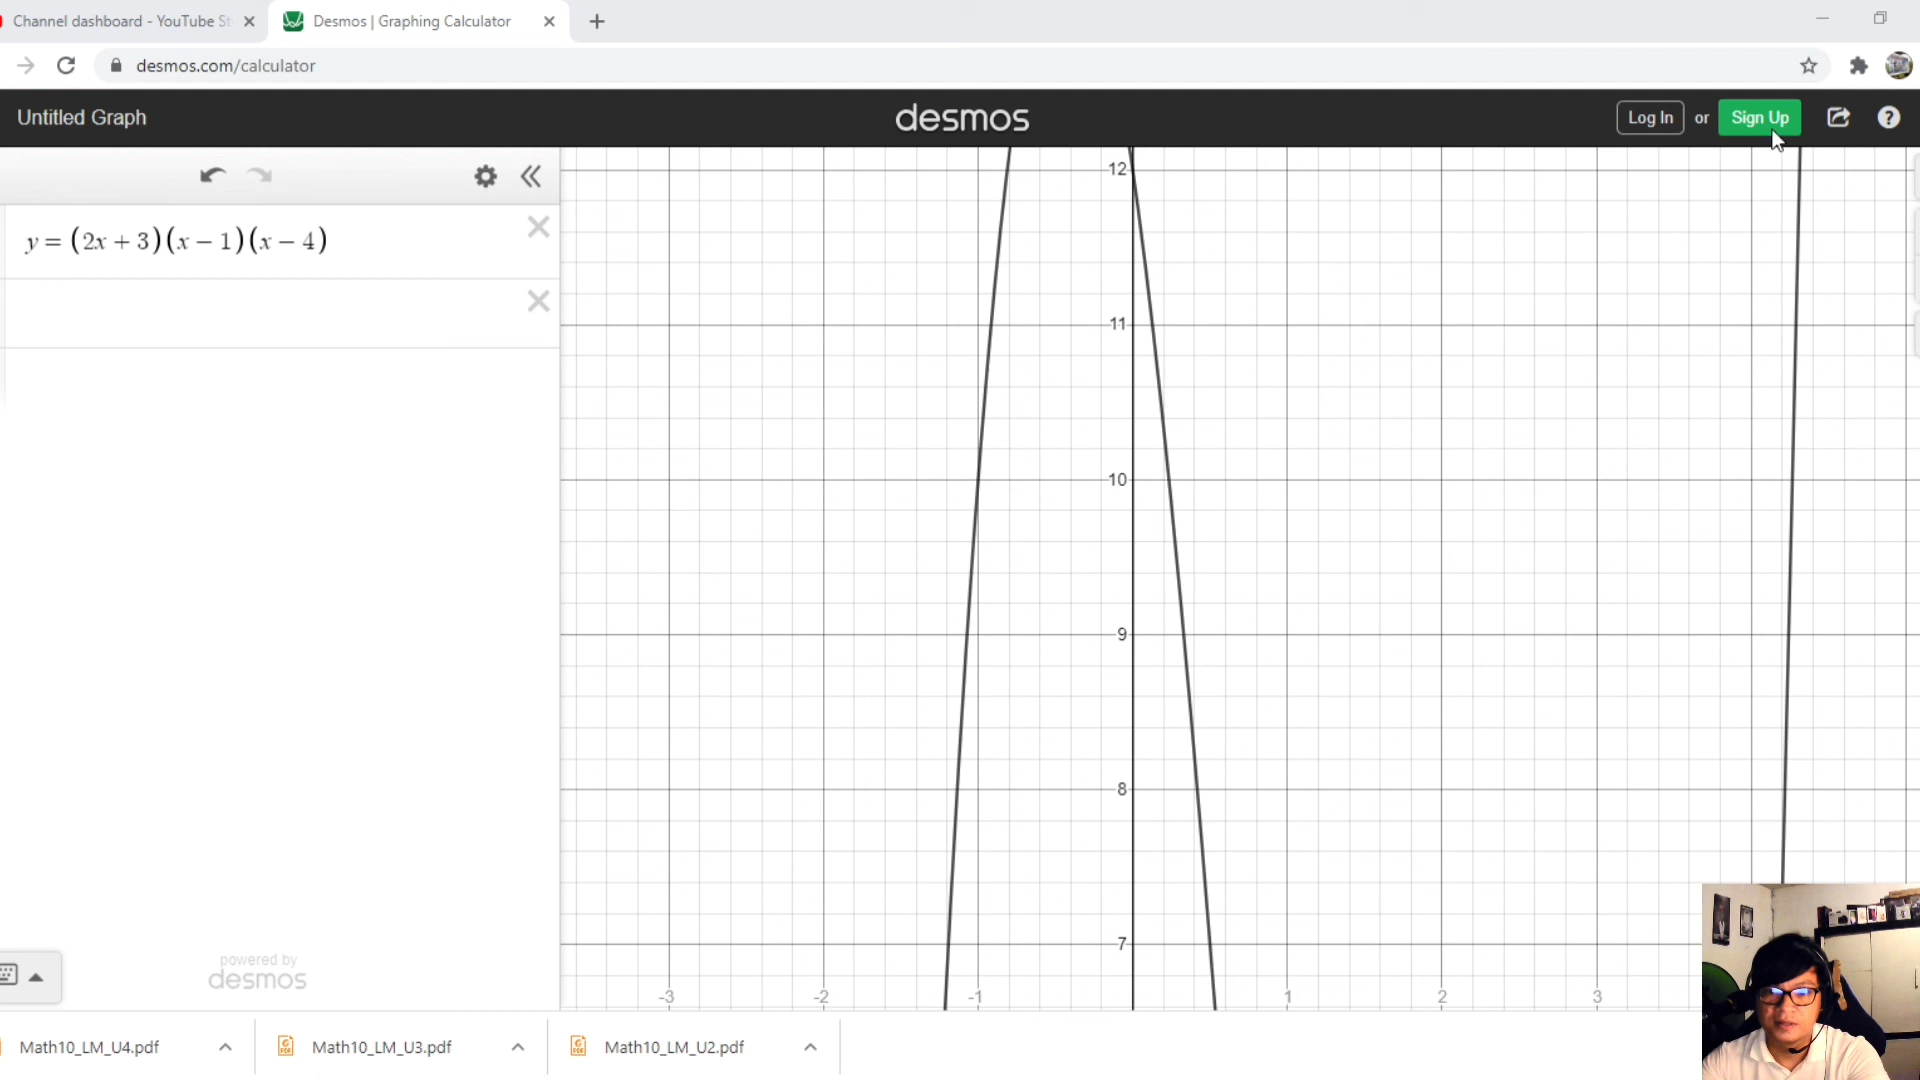 Channel dashboard - YouTube St
Desmos | Graphing Calculator
desmos.com/calculator
Untitled Graph
desmos
Log In or Sign Up
y = (2x + 3)(x − 1)(x − 4)
12
11
10
9
8
7
-3 -2 -1 1 2 3
powered by
desmos
Math10_LM_U4.pdf
Math10_LM_U3.pdf
Math10_LM_U2.pdf